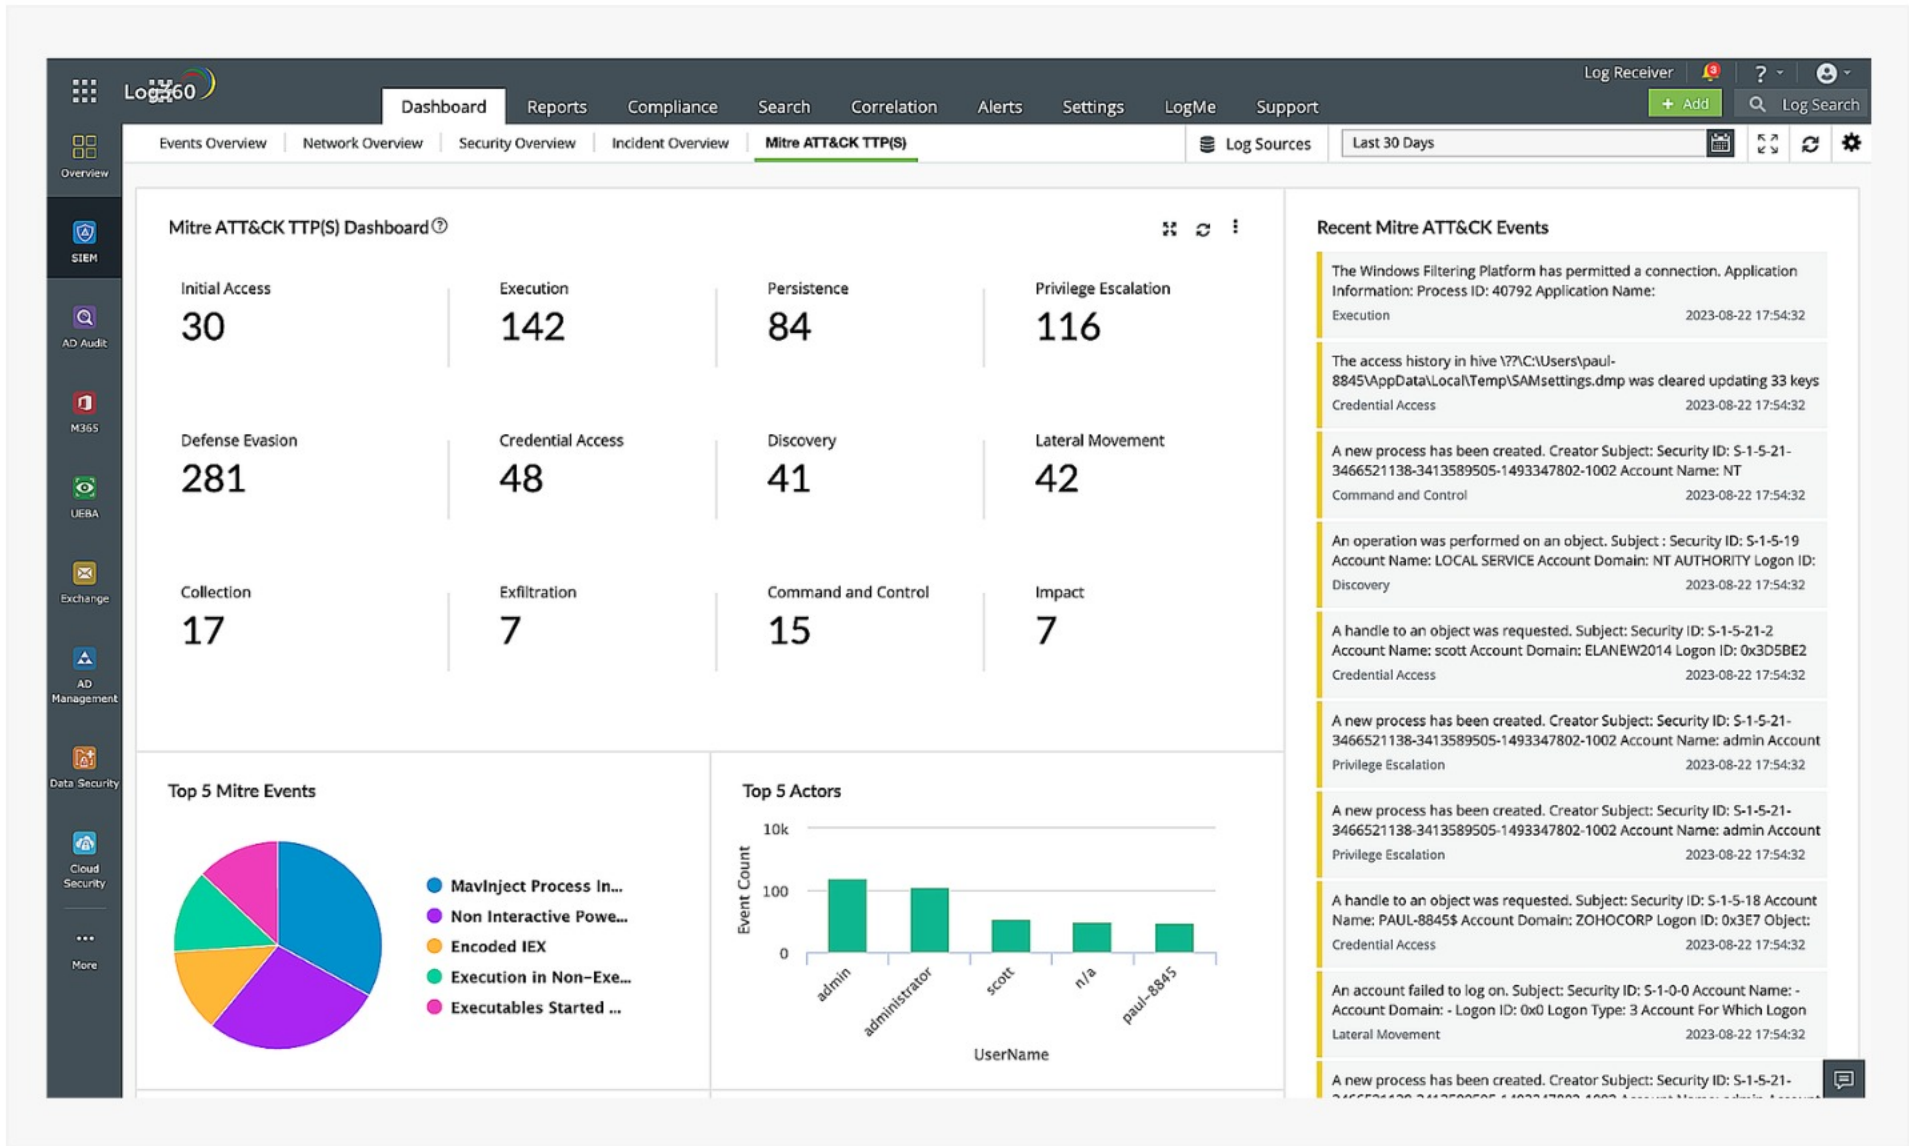 Log360
Log Receiver
3
?
Dashboard
Reports
Compliance
Search
Correlation
Alerts
Settings
LogMe
Support
+ Add
Log Search
Events Overview
Network Overview
Security Overview
Incident Overview
Mitre ATT&CK TTP(S)
Log Sources
Last 30 Days
Overview
SIEM
AD Audit
M365
UEBA
Exchange
AD
Management
Data Security
Cloud
Security
More
Mitre ATT&CK TTP(S) Dashboard
Initial Access
30
Execution
142
Persistence
84
Privilege Escalation
116
Defense Evasion
281
Credential Access
48
Discovery
41
Lateral Movement
42
Collection
17
Exfiltration
7
Command and Control
15
Impact
7
Top 5 Mitre Events
MavInject Process In...
Non Interactive Powe...
Encoded IEX
Execution in Non-Exe...
Executables Started ...
Top 5 Actors
10k
100
0
Event Count
admin
administrator
scott
n/a
paul-8845
UserName
Recent Mitre ATT&CK Events
The Windows Filtering Platform has permitted a connection. Application
Information: Process ID: 40792 Application Name:
Execution 2023-08-22 17:54:32
The access history in hive \??\C:\Users\paul-
8845\AppData\Local\Temp\SAMsettings.dmp was cleared updating 33 keys
Credential Access 2023-08-22 17:54:32
A new process has been created. Creator Subject: Security ID: S-1-5-21-
3466521138-3413589505-1493347802-1002 Account Name: NT
Command and Control 2023-08-22 17:54:32
An operation was performed on an object. Subject : Security ID: S-1-5-19
Account Name: LOCAL SERVICE Account Domain: NT AUTHORITY Logon ID:
Discovery 2023-08-22 17:54:32
A handle to an object was requested. Subject: Security ID: S-1-5-21-2
Account Name: scott Account Domain: ELANEW2014 Logon ID: 0x3D5BE2
Credential Access 2023-08-22 17:54:32
A new process has been created. Creator Subject: Security ID: S-1-5-21-
3466521138-3413589505-1493347802-1002 Account Name: admin Account
Privilege Escalation 2023-08-22 17:54:32
A new process has been created. Creator Subject: Security ID: S-1-5-21-
3466521138-3413589505-1493347802-1002 Account Name: admin Account
Privilege Escalation 2023-08-22 17:54:32
A handle to an object was requested. Subject: Security ID: S-1-5-18 Account
Name: PAUL-8845$ Account Domain: ZOHOCORP Logon ID: 0x3E7 Object:
Credential Access 2023-08-22 17:54:32
An account failed to log on. Subject: Security ID: S-1-0-0 Account Name: -
Account Domain: - Logon ID: 0x0 Logon Type: 3 Account For Which Logon
Lateral Movement 2023-08-22 17:54:32
A new process has been created. Creator Subject: Security ID: S-1-5-21-